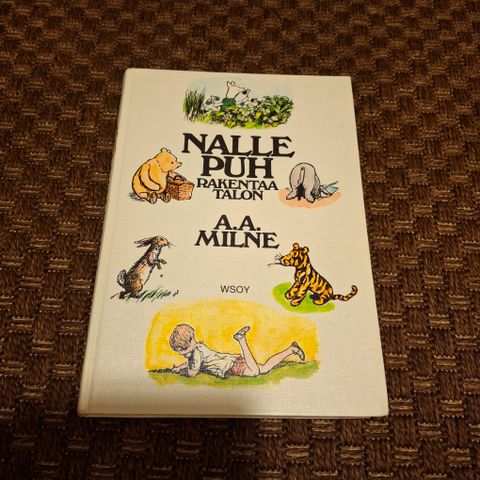 NALLE
PUH
RAKENTAA
TALON
A.A.
MILNE
WSOY